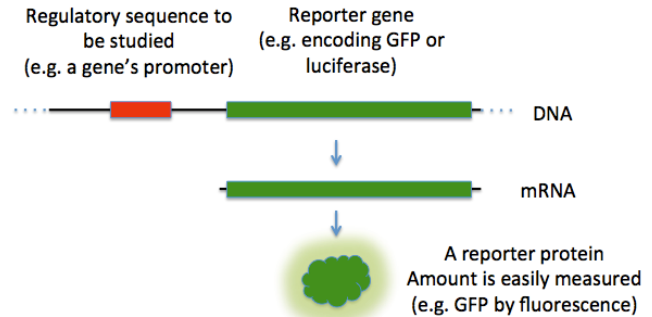 Regulatory sequence to
be studied
(e.g. a gene's promoter)
Reporter gene
(e.g. encoding GFP or
luciferase)
DNA
mRNA
A reporter protein
Amount is easily measured
(e.g. GFP by fluorescence)